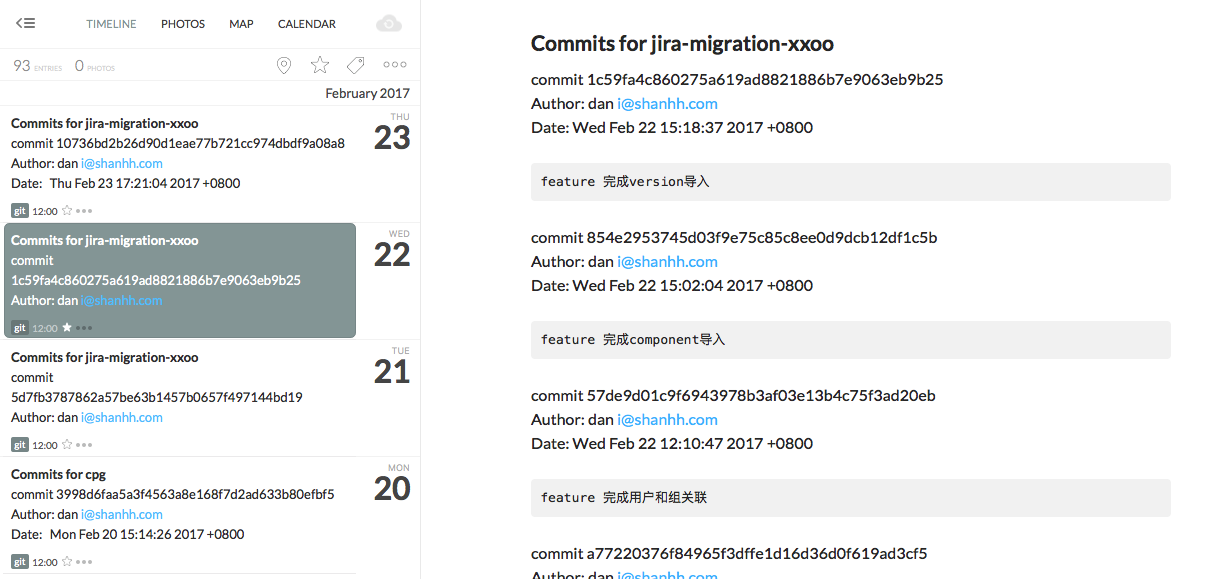 TIMELINE PHOTOS MAP CALENDAR
93 ENTRIES 0 PHOTOS
February 2017
Commits for jira-migration-xxoo
commit 10736bd2b26d90d1eae77b721cc974dbdf9a08a8
Author: dan i@shanhh.com
Date: Thu Feb 23 17:21:04 2017 +0800
git 12:00
THU
23
Commits for jira-migration-xxoo
commit
1c59fa4c860275a619ad8821886b7e9063eb9b25
Author: dan i@shanhh.com
git 12:00
WED
22
Commits for jira-migration-xxoo
commit
5d7fb3787862a57be63b1457b0657f497144bd19
Author: dan i@shanhh.com
git 12:00
TUE
21
Commits for cpg
commit 3998d6faa5a3f4563a8e168f7d2ad633b80efbf5
Author: dan i@shanhh.com
Date: Mon Feb 20 15:14:26 2017 +0800
git 12:00
MON
20
Commits for jira-migration-xxoo
commit 1c59fa4c860275a619ad8821886b7e9063eb9b25
Author: dan i@shanhh.com
Date: Wed Feb 22 15:18:37 2017 +0800
feature 完成version导入
commit 854e2953745d03f9e75c85c8ee0d9dcb12df1c5b
Author: dan i@shanhh.com
Date: Wed Feb 22 15:02:04 2017 +0800
feature 完成component导入
commit 57de9d01c9f6943978b3af03e13b4c75f3ad20eb
Author: dan i@shanhh.com
Date: Wed Feb 22 12:10:47 2017 +0800
feature 完成用户和组关联
commit a77220376f84965f3dffe1d16d36d0f619ad3cf5
Author: dan i@shanhh.com